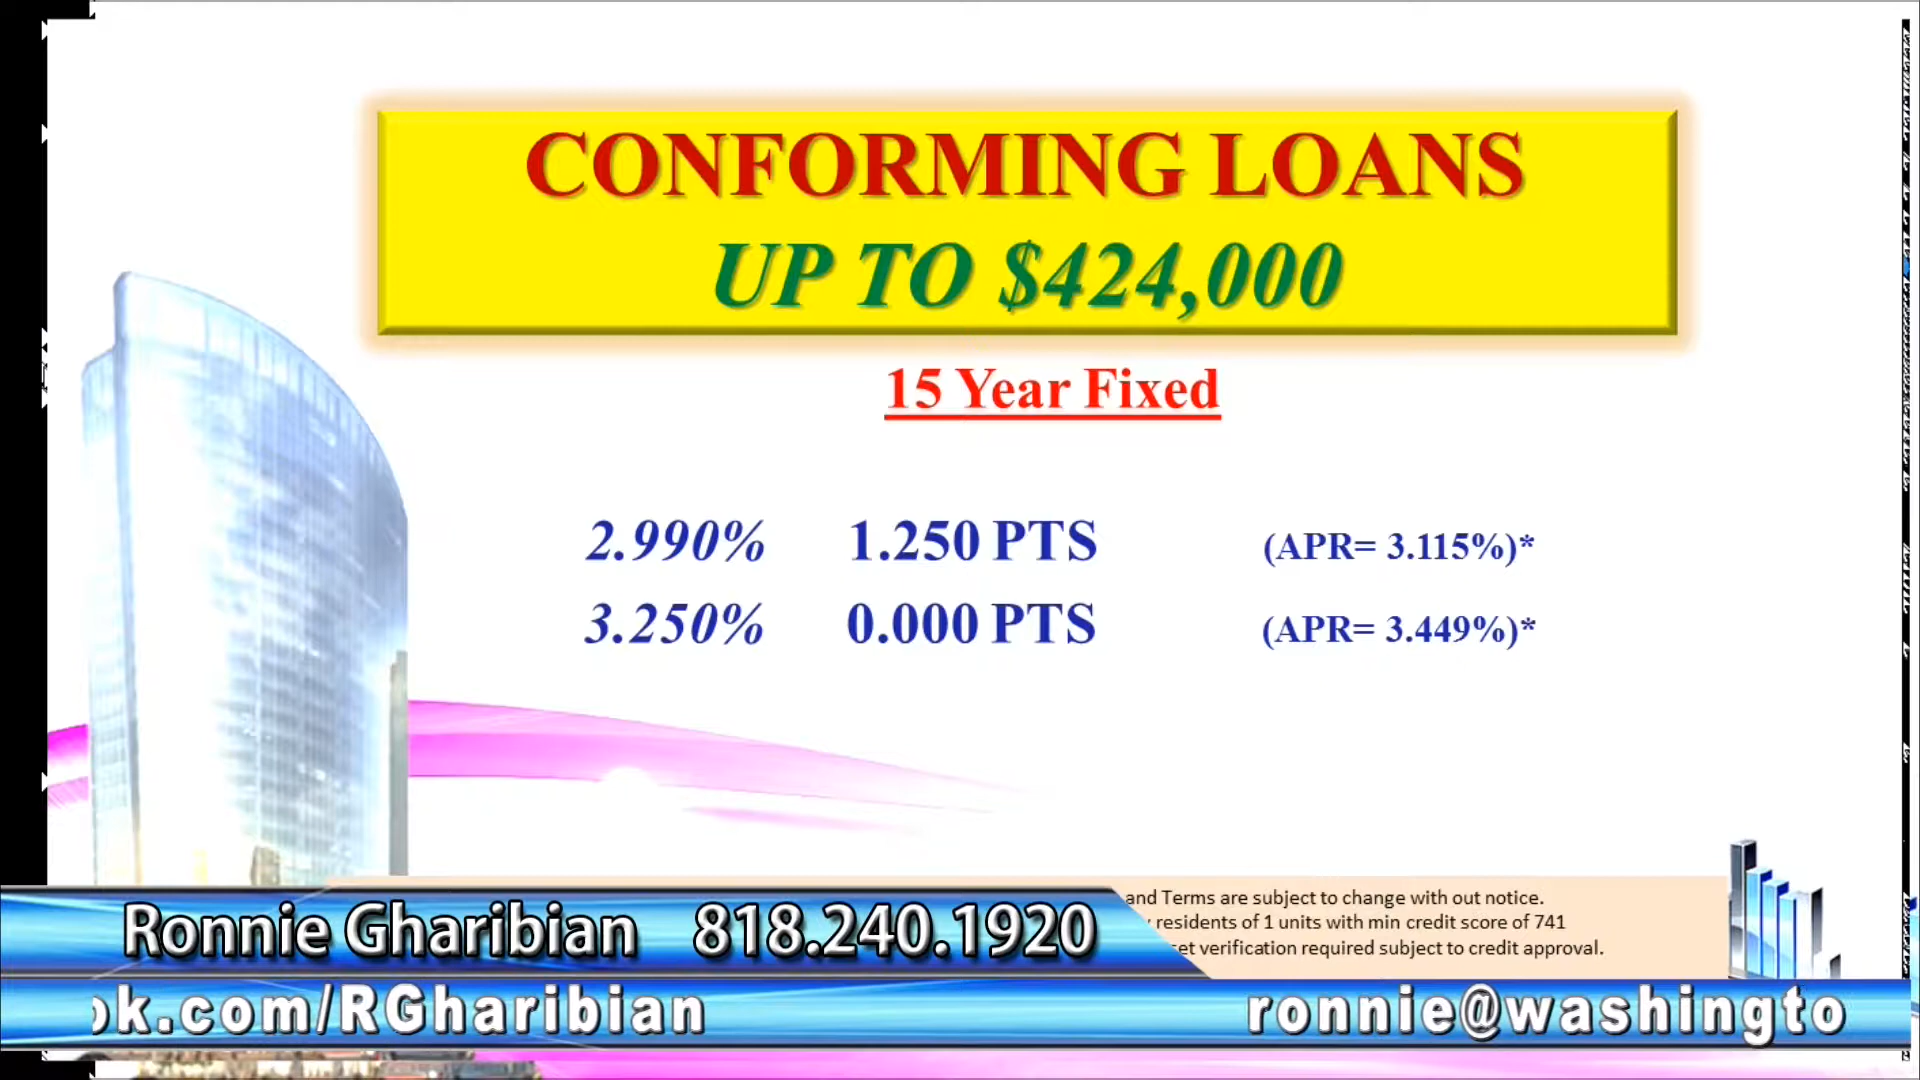 CONFORMING LOANS
UP TO $424,000
15 Year Fixed
2.990% 1.250 PTS (APR= 3.115%)*
3.250% 0.000 PTS (APR= 3.449%)*
and Terms are subject to change with out notice.
residents of 1 units with min credit score of 741
verification required subject to credit approval.
Ronnie Gharibian 818.240.1920
ok.com/RGharibian ronnie@washingto